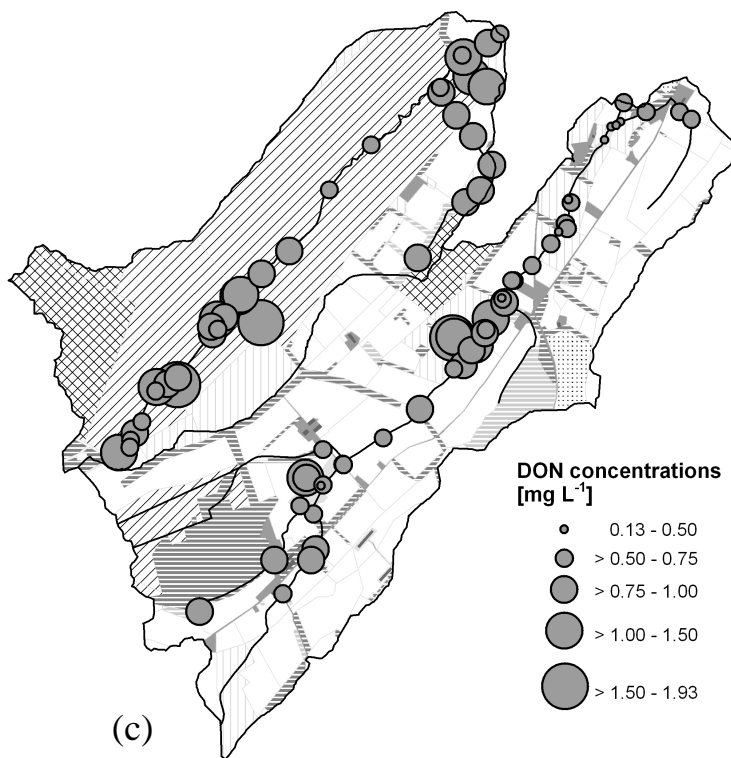 DON concentrations
[mg L-1]
0.13 - 0.50
> 0.50 - 0.75
> 0.75 - 1.00
> 1.00 - 1.50
> 1.50 - 1.93
(c)